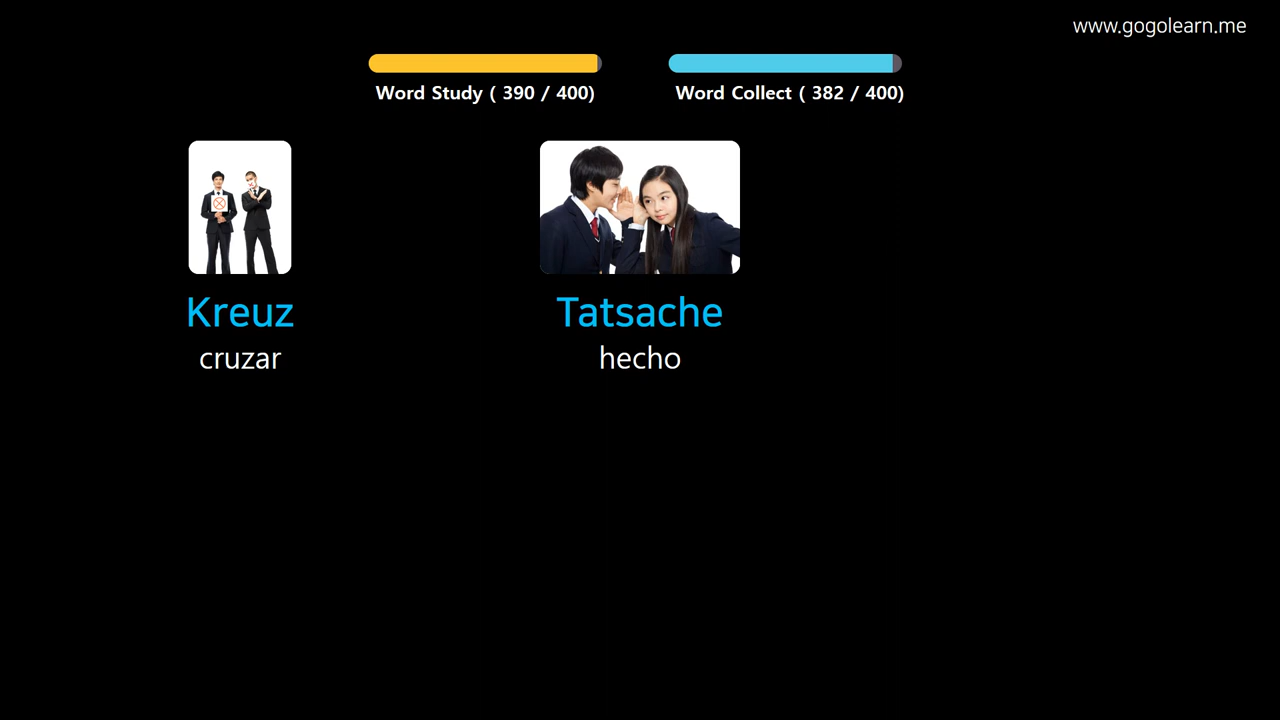 www.gogolearn.me
Word Study ( 390 / 400)
Word Collect ( 382 / 400)
Kreuz
cruzar
Tatsache
hecho